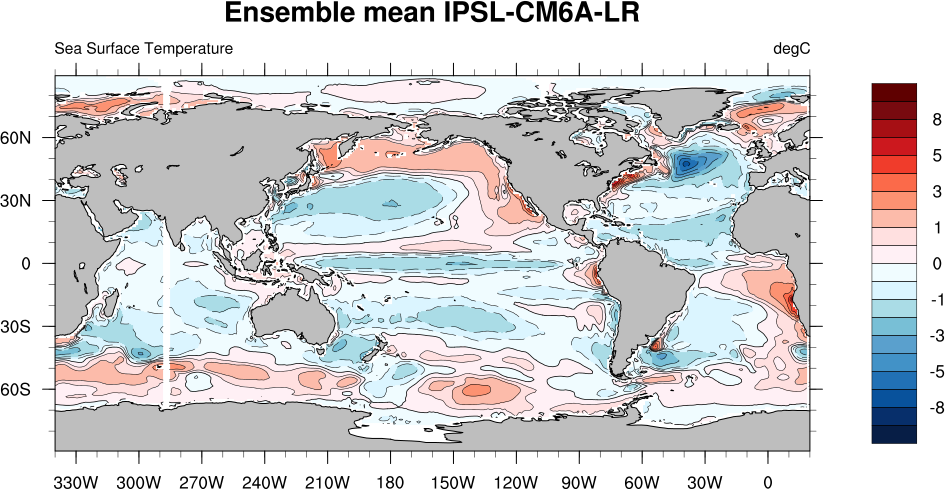 Ensemble mean IPSL-CM6A-LR
Sea Surface Temperature degC
60N
30N
0
30S
60S
330W 300W 270W 240W 210W 180W 150W 120W 90W 60W 30W 0
8
5
3
1
0
-1
-3
-5
-8